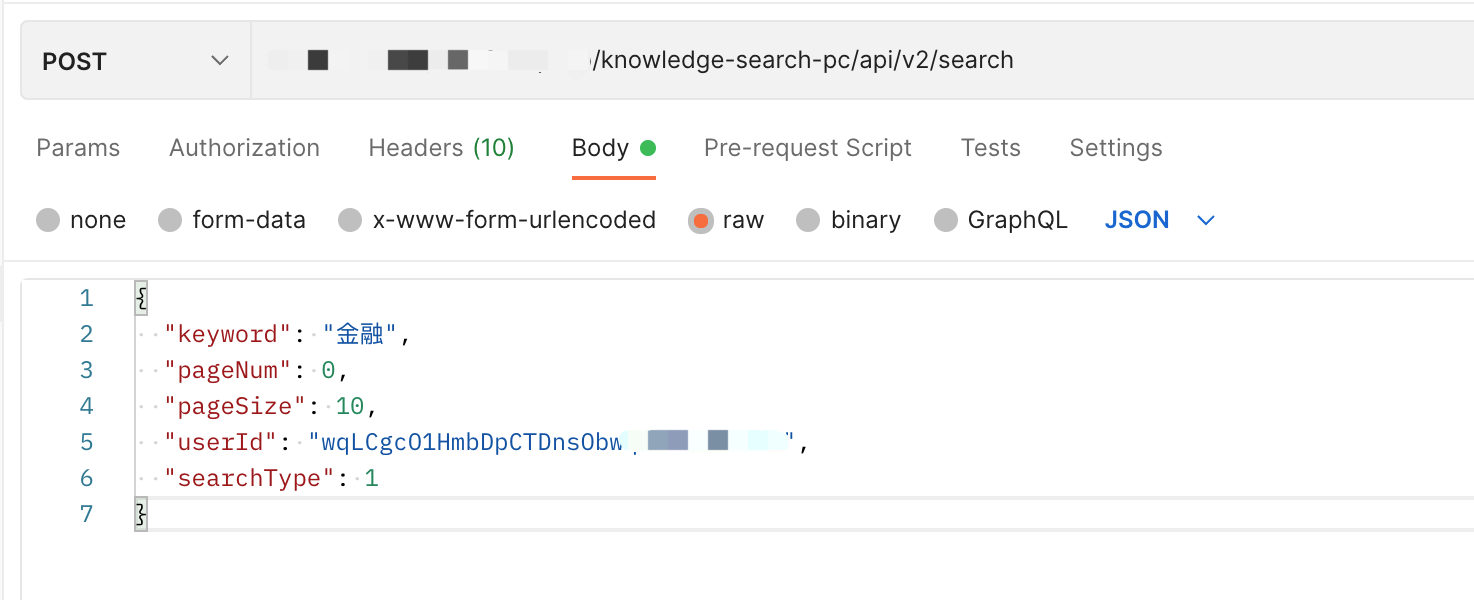 POST /knowledge-search-pc/api/v2/search
Params Authorization Headers (10) Body Pre-request Script Tests Settings
none form-data x-www-form-urlencoded raw binary GraphQL JSON
1 {
2 "keyword": "金融",
3 "pageNum": 0,
4 "pageSize": 10,
5 "userId": "wqLCgcO1HmbDpCTDnsObw",
6 "searchType": 1
7 }